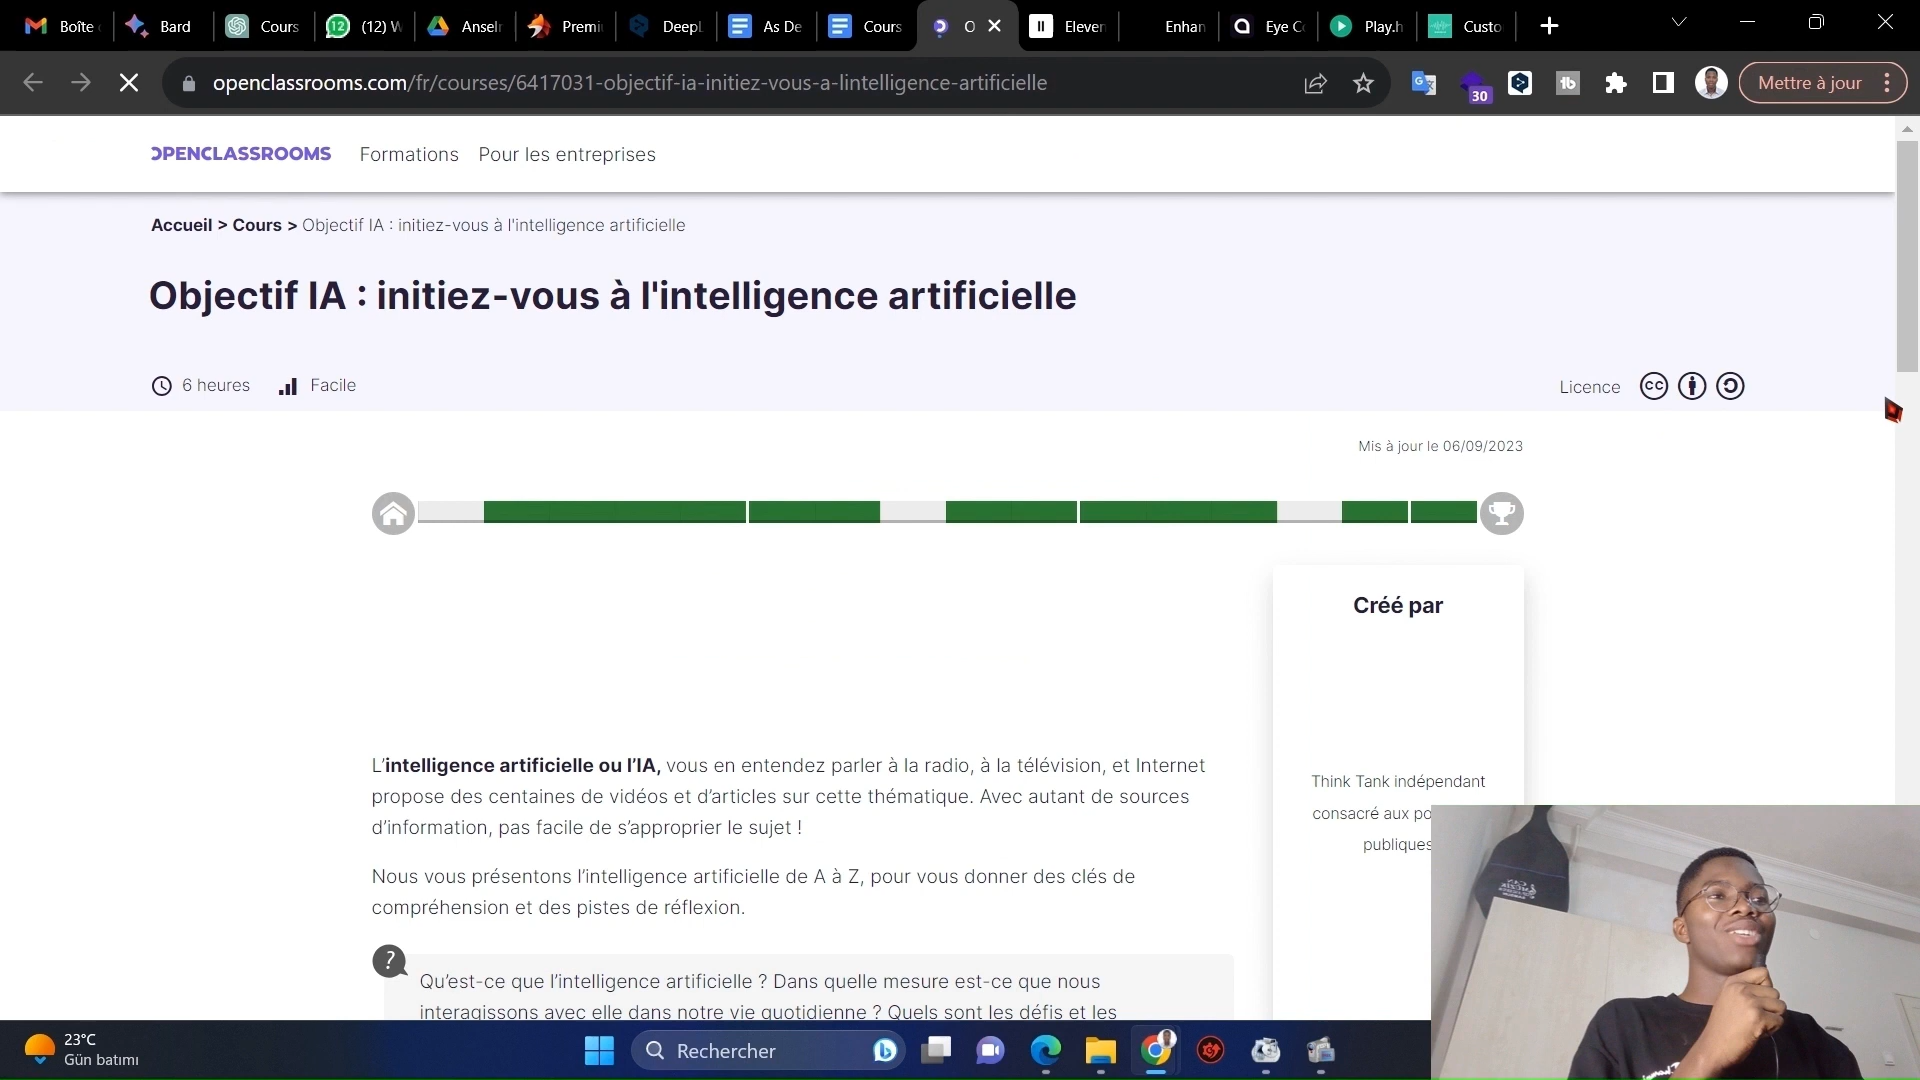 Boîte
Bard
Cours
(12) W
Anselm
Premi
DeepL
As De
Cours
O
Eleven
Enhan
Eye Co
Play.h
Custo
openclassrooms.com/fr/courses/6417031-objectif-ia-initiez-vous-a-lintelligence-artificielle
30
Mettre à jour
OPENCLASSROOMS
Formations
Pour les entreprises
Accueil > Cours > Objectif IA : initiez-vous à l'intelligence artificielle
Objectif IA : initiez-vous à l'intelligence artificielle
6 heures
Facile
Licence
Mis à jour le 06/09/2023
Créé par
L’intelligence artificielle ou l’IA, vous en entendez parler à la radio, à la télévision, et Internet
propose des centaines de vidéos et d’articles sur cette thématique. Avec autant de sources
d’information, pas facile de s’approprier le sujet !
Think Tank indépendant
consacré aux po
publiques
Nous vous présentons l’intelligence artificielle de A à Z, pour vous donner des clés de
compréhension et des pistes de réflexion.
?
Qu’est-ce que l’intelligence artificielle ? Dans quelle mesure est-ce que nous
interagissons avec elle dans notre vie quotidienne ? Quels sont les défis et les
23°C
Gün batımı
Rechercher